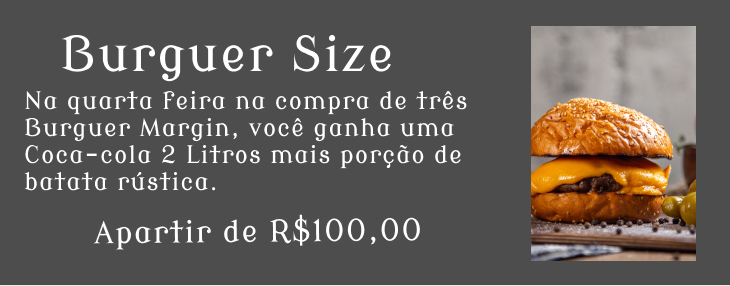 Burguer Size
Na quarta feira na compra de três
Burguer Margin, você ganha uma
Coca-cola 2 Litros mais porção de
batata rústica.
Apartir de R$100,00